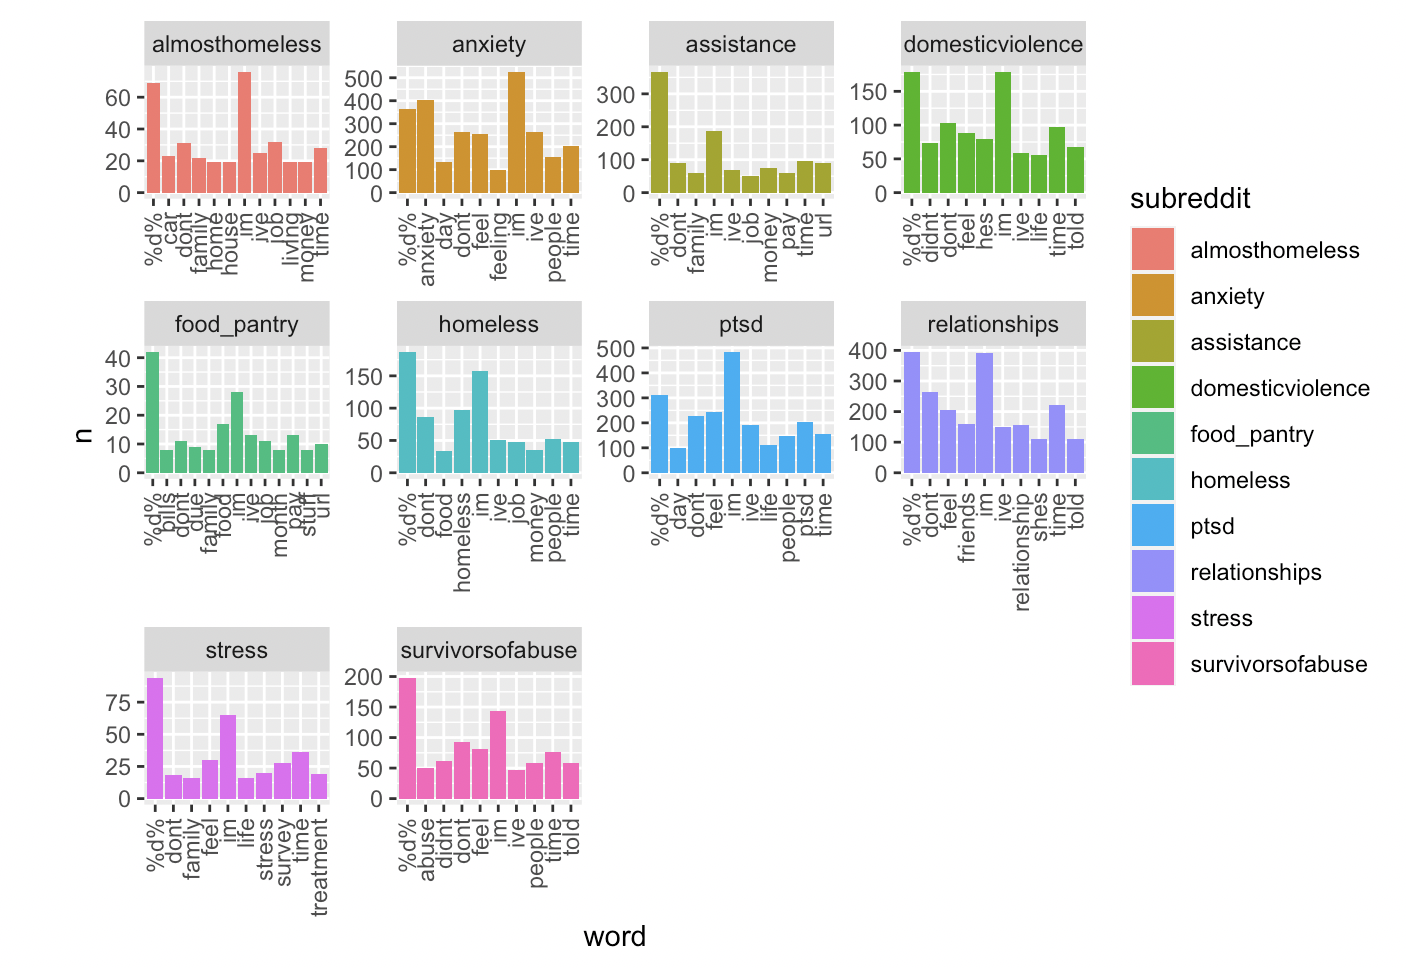 almosthomeless
60
40
20
0
%d%
car
dont
family
home
house
im
ive
job
living
money
time
anxiety
500
400
300
200
100
0
%d%
anxiety
day
dont
feel
feeling
im
ive
people
time
assistance
300
200
100
0
%d%
dont
family
im
ive
job
money
pay
time
url
domesticviolence
150
100
50
0
%d%
didnt
dont
feel
hes
im
ive
life
time
told
food_pantry
40
30
20
10
0
%d%
bills
dont
due
family
food
im
ive
job
month
pay
stuff
url
homeless
150
100
50
0
%d%
dont
food
homeless
im
ive
job
money
people
time
ptsd
500
400
300
200
100
0
%d%
day
dont
feel
im
ive
life
people
ptsd
time
relationships
400
300
200
100
0
%d%
dont
feel
friends
im
ive
relationship
shes
time
told
stress
75
50
25
0
%d%
dont
family
feel
im
life
stress
survey
time
treatment
survivorsofabuse
200
150
100
50
0
%d%
abuse
didnt
dont
feel
im
ive
people
time
told
n
word
subreddit
almosthomeless
anxiety
assistance
domesticviolence
food_pantry
homeless
ptsd
relationships
stress
survivorsofabuse